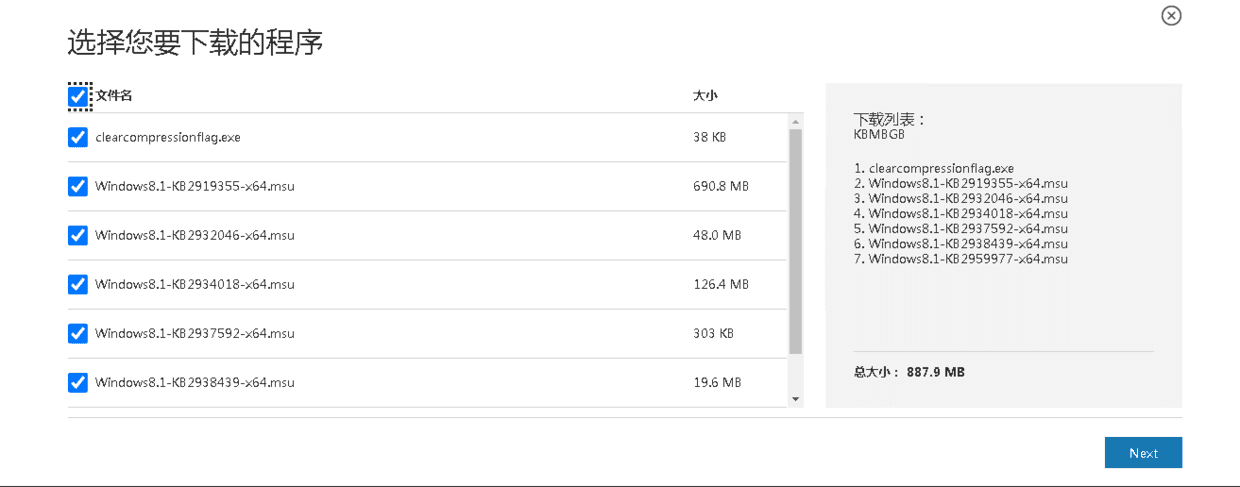 选择您要下载的程序
文件名 大小
clearcompressionflag.exe 38 KB
Windows8.1-KB2919355-x64.msu 690.8 MB
Windows8.1-KB2932046-x64.msu 48.0 MB
Windows8.1-KB2934018-x64.msu 126.4 MB
Windows8.1-KB2937592-x64.msu 303 KB
Windows8.1-KB2938439-x64.msu 19.6 MB
下载列表：
KBMBGB
1. clearcompressionflag.exe
2. Windows8.1-KB2919355-x64.msu
3. Windows8.1-KB2932046-x64.msu
4. Windows8.1-KB2934018-x64.msu
5. Windows8.1-KB2937592-x64.msu
6. Windows8.1-KB2938439-x64.msu
7. Windows8.1-KB2959977-x64.msu
总大小： 887.9 MB
Next